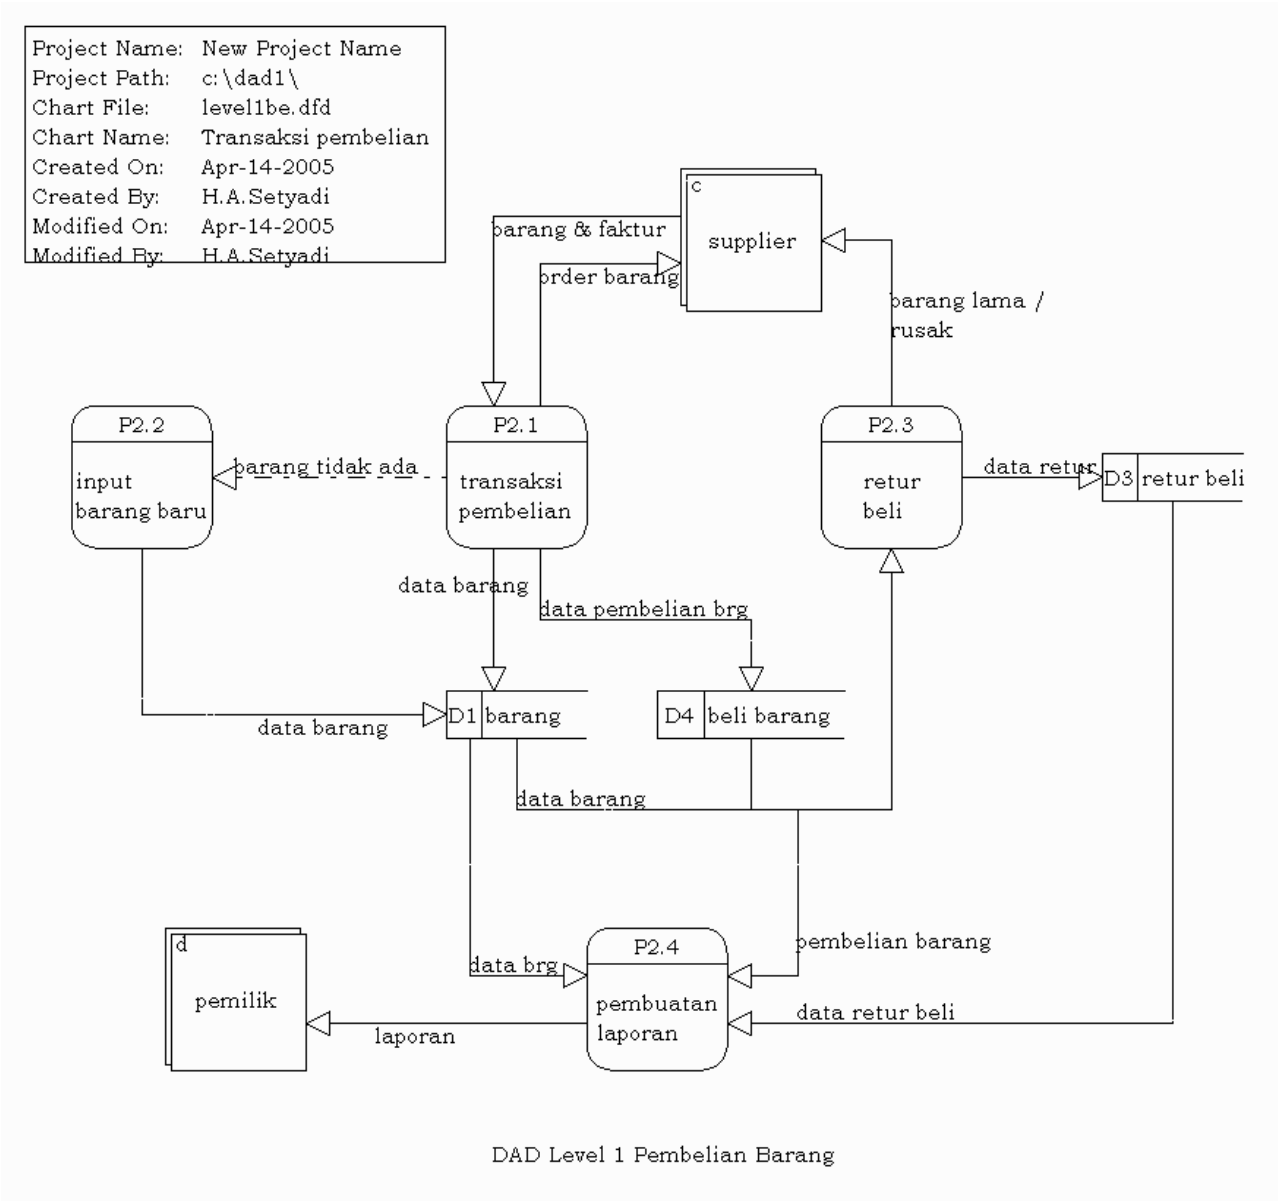 Project Name: New Project Name
Project Path: c:\dad1\
Chart File: level1be.dfd
Chart Name: Transaksi pembelian
Created On: Apr-14-2005
Created By: H.A.Setyadi
Modified On: Apr-14-2005
Modified By: H.A.Setyadi
c
supplier
barang & faktur
order barang
barang lama /
rusak
P2.2
input
barang baru
barang tidak ada
P2.1
transaksi
pembelian
P2.3
retur
beli
data retur
D3 retur beli
data barang
data pembelian brg
data barang
D1 barang
D4 beli barang
data barang
d
pemilik
laporan
data brg
P2.4
pembuatan
laporan
pembelian barang
data retur beli
DAD Level 1 Pembelian Barang